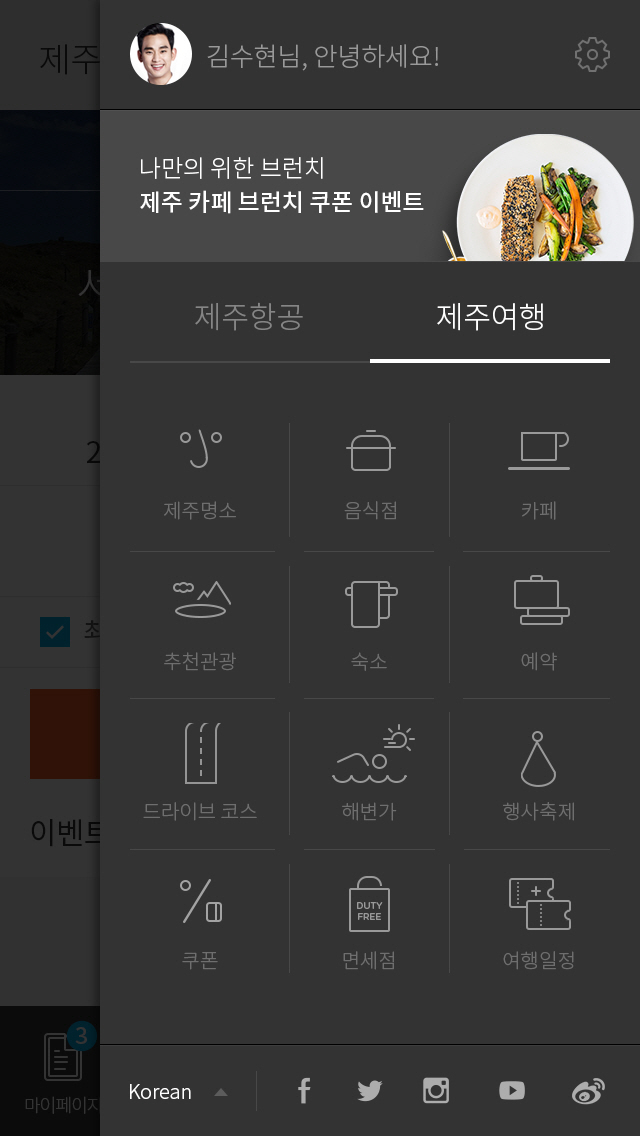 제주
김수현님, 안녕하세요!
나만의 위한 브런치
제주 카페 브런치 쿠폰 이벤트
제주항공
제주여행
2
제주명소
음식점
카페
추천관광
숙소
예약
드라이브 코스
해변가
행사축제
이벤트
DUTY
FREE
쿠폰
면세점
여행일정
3
마이페이지
Korean